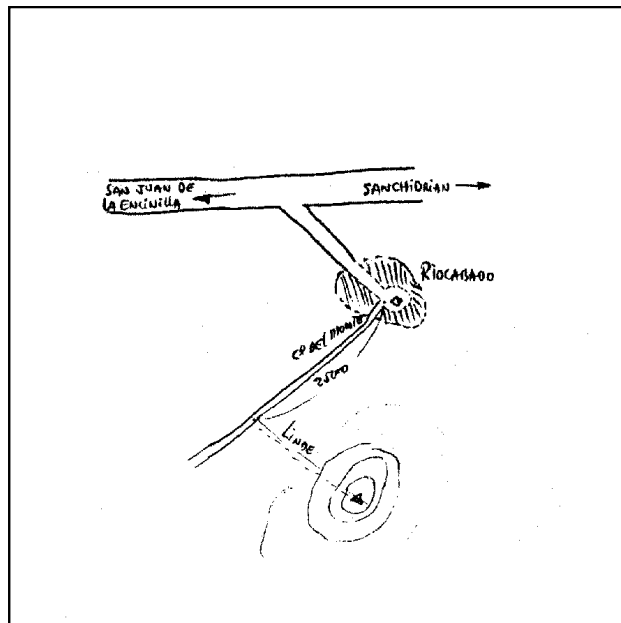 SAN JUAN DE
LA ENCINILLA
SANCHIDRIAN
RIOCABADO
Cº DEL MONTE
2500
LINDE